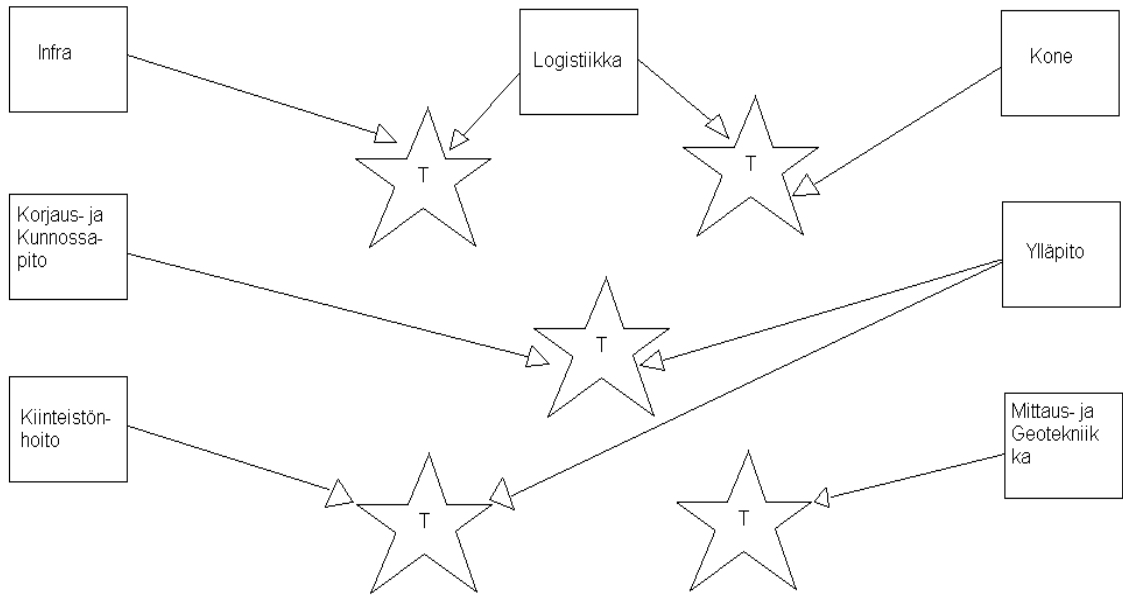 Infra
Logistiikka
Kone
T
T
Korjaus- ja
Kunnossa-
pito
Ylläpito
T
Kiinteistön-
hoito
Mittaus- ja
Geotekniik
ka
T
T